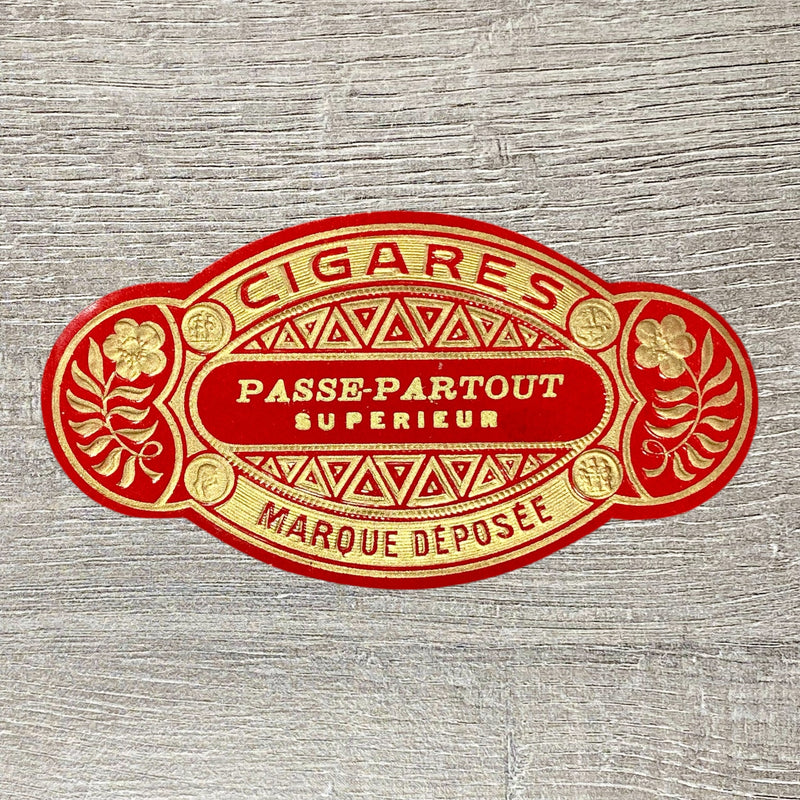 CIGARES
PASSE-PARTOUT
SUPERIEUR
MARQUE DÉPOSÉE